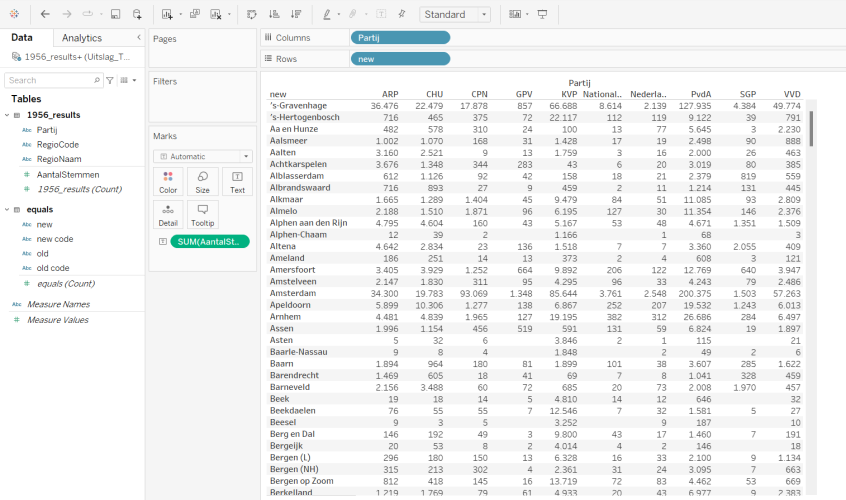 Standard
Data Analytics
1956_results+ (Uitslag_T...
Search
Tables
1956_results
Abc Partij
Abc RegioCode
Abc RegioNaam
# AantalStemmen
# 1956_results (Count)
equals
Abc new
Abc new code
Abc old
Abc old code
# equals (Count)
Abc Measure Names
# Measure Values
Pages
Filters
Marks
Automatic
Color Size Text
Detail Tooltip
SUM(AantalSt..
Columns Partij
Rows new
Partij
new ARP CHU CPN GPV KVP National.. Nederla.. PvdA SGP VVD
's-Gravenhage 36.476 22.479 17.878 857 66.688 8.614 2.139 127.935 4.384 49.774
's-Hertogenbosch 716 465 375 72 22.117 112 119 9.122 39 791
Aa en Hunze 482 578 310 24 100 13 77 5.645 3 2.230
Aalsmeer 1.002 1.070 168 31 1.428 17 19 2.498 90 888
Aalten 3.160 2.521 9 13 1.759 3 16 2.000 26 463
Achtkarspelen 3.676 1.348 344 283 43 6 20 3.019 80 385
Alblasserdam 612 1.126 92 42 158 18 21 2.379 819 559
Albrandswaard 716 893 27 9 459 2 11 1.214 131 445
Alkmaar 1.665 1.289 1.404 45 9.479 84 51 11.085 93 2.809
Almelo 2.188 1.510 1.871 96 6.195 127 30 11.354 146 2.376
Alphen aan den Rijn 4.795 4.604 160 43 5.167 53 48 4.671 1.351 1.509
Alphen-Chaam 12 39 2 1.166 1 68 1 3
Altena 4.642 2.834 23 136 1.518 7 7 3.360 2.055 409
Ameland 186 251 14 13 373 2 4 608 3 121
Amersfoort 3.405 3.929 1.252 664 9.892 206 122 12.769 640 3.947
Amstelveen 2.147 1.830 311 95 4.295 96 33 4.243 79 2.486
Amsterdam 34.300 19.783 93.069 1.348 85.644 3.761 2.548 200.375 1.503 57.263
Apeldoorn 5.899 10.306 1.277 138 6.867 252 207 19.532 1.243 6.013
Arnhem 4.481 4.839 1.965 127 19.195 382 312 26.686 284 6.497
Assen 1.996 1.154 456 519 591 131 59 6.824 19 1.897
Asten 5 32 6 3.846 2 1 115 21
Baarle-Nassau 9 8 4 1.848 2 49 2 6
Baarn 1.894 964 180 81 1.899 101 38 3.607 285 1.622
Barendrecht 1.469 605 18 41 69 7 8 1.041 328 459
Barneveld 2.156 3.488 60 72 685 20 73 2.008 1.970 457
Beek 19 18 14 5 4.810 14 12 646 32
Beekdaelen 76 55 55 7 12.546 7 32 1.581 5 27
Beesel 9 3 5 3.252 9 187 10
Berg en Dal 146 192 49 3 9.800 43 17 1.460 7 191
Bergeijk 20 53 8 2 4.014 4 2 146 18
Bergen (L) 296 180 150 13 6.328 16 33 2.100 9 1.134
Bergen (NH) 315 213 302 4 2.361 31 24 3.095 7 663
Bergen op Zoom 812 418 145 16 13.719 72 83 4.462 53 669
Berkelland 1.219 1.769 79 61 4.933 20 43 6.977 9 2.383